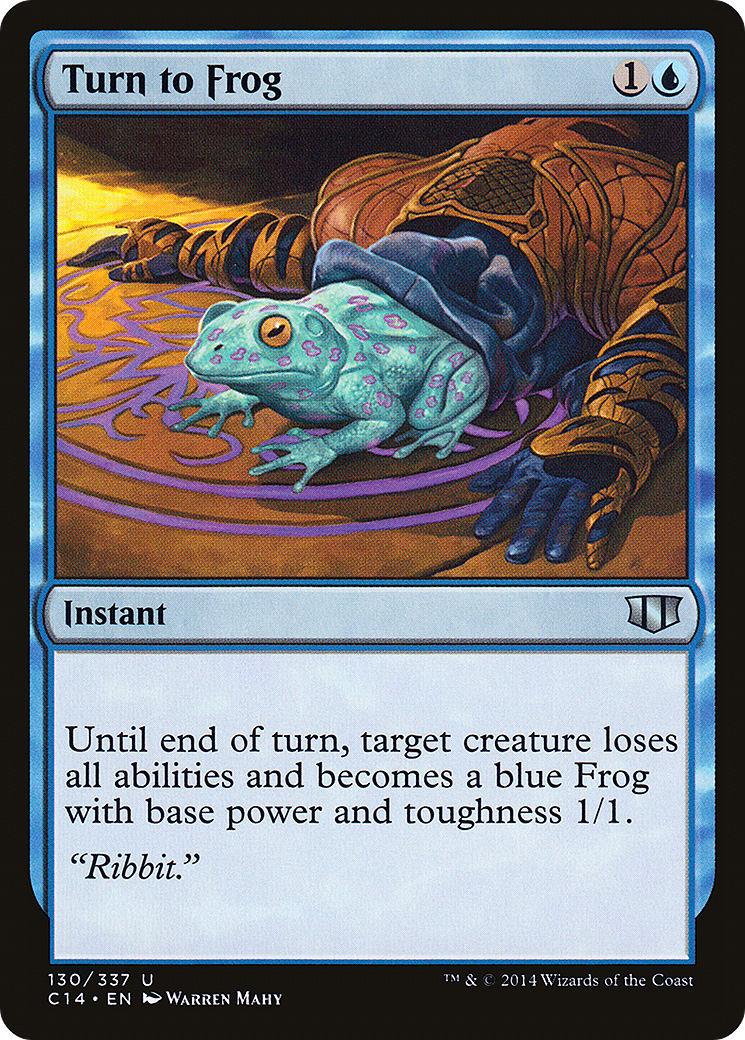 Turn to Frog
1
Instant
Until end of turn, target creature loses
all abilities and becomes a blue Frog
with base power and toughness 1/1.
“Ribbit.”
130/337 U
™ & © 2014 Wizards of the Coast
C14 • EN Warren Mahy